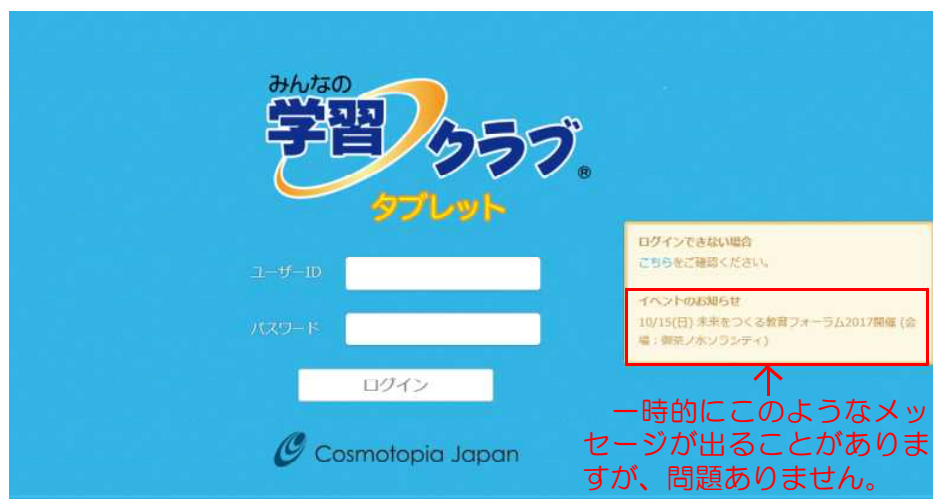 みんなの
学習クラブ®
タブレット
ユーザーID
パスワード
ログイン
Cosmotopia Japan
ログインできない場合
こちらをご確認ください。
イベントのお知らせ
10/15(日) 未来をつくる教育フォーラム2017開催 (会
場：御茶ノ水ソラシティ)
一時的にこのようなメッ
セージが出ることがありま
すが、問題ありません。